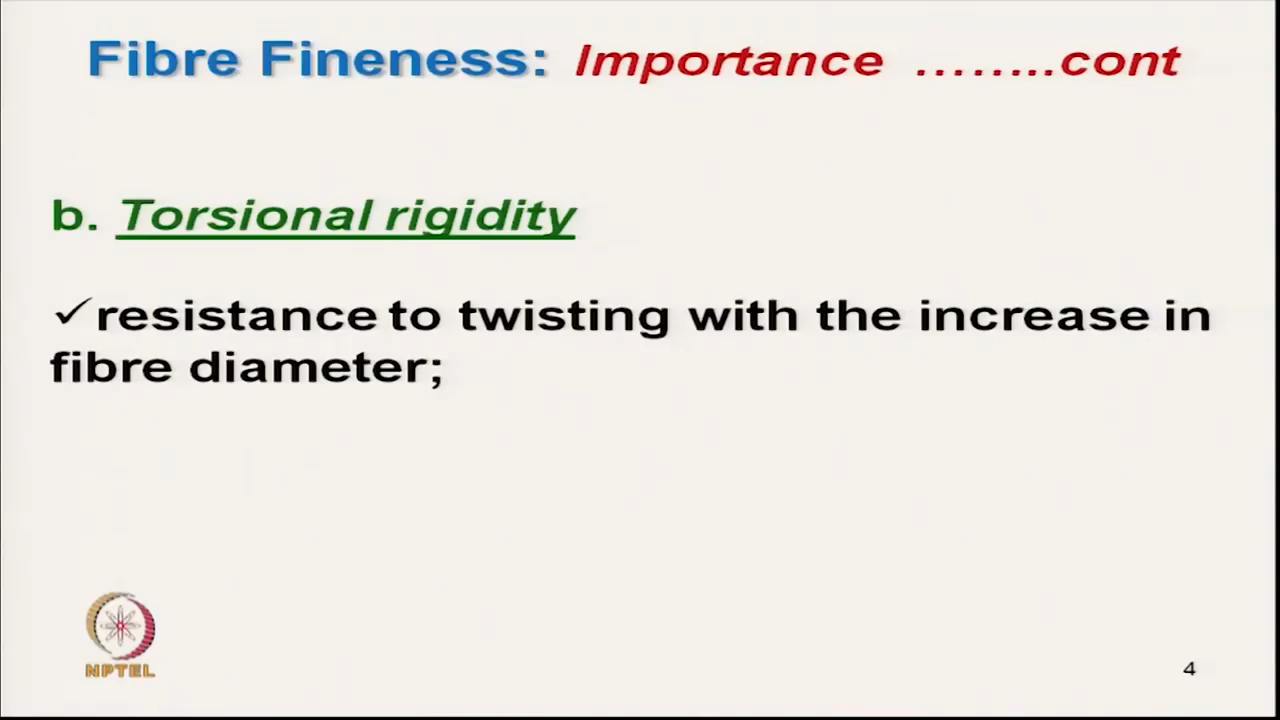 Fibre Fineness: Importance ........cont
b. Torsional rigidity
✓resistance to twisting with the increase in
fibre diameter;
NPTEL
4